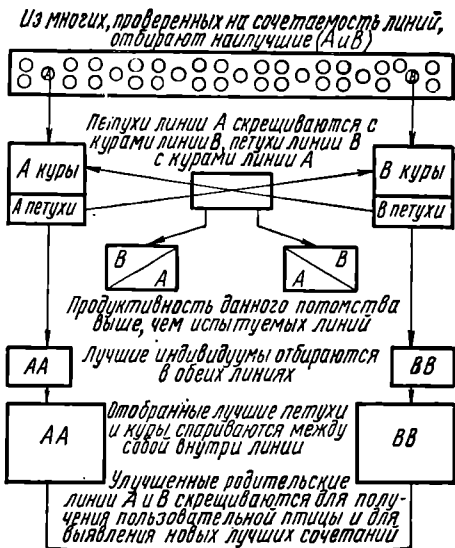 Из многих, проверенных на сочетаемость линий,
отбирают наилучшие (А и В)
А
В
Петухи линии А скрещиваются с
курами линии В, петухи линии В
с курами линии А
А куры
В куры
А петухи
В петухи
В
А
В
А
Продуктивность данного потомства
выше, чем испытуемых линий
АА
Лучшие индивидуумы отбираются
в обеих линиях
ВВ
АА
Отобранные лучшие петухи
и куры спариваются между
собой внутри линии
ВВ
Улучшенные родительские
линии А и В скрещиваются для полу-
чения пользовательной птицы и для
выявления новых лучших сочетаний